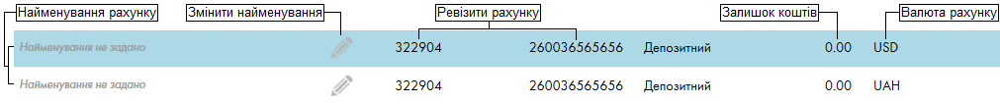 Найменування рахунку Змінити найменування Ревізити рахунку Залишок коштів Валюта рахунку
Найменування не задано 322904 260036565656 Депозитний 0.00 USD
Найменування не задано 322904 260036565656 Депозитний 0.00 UAH